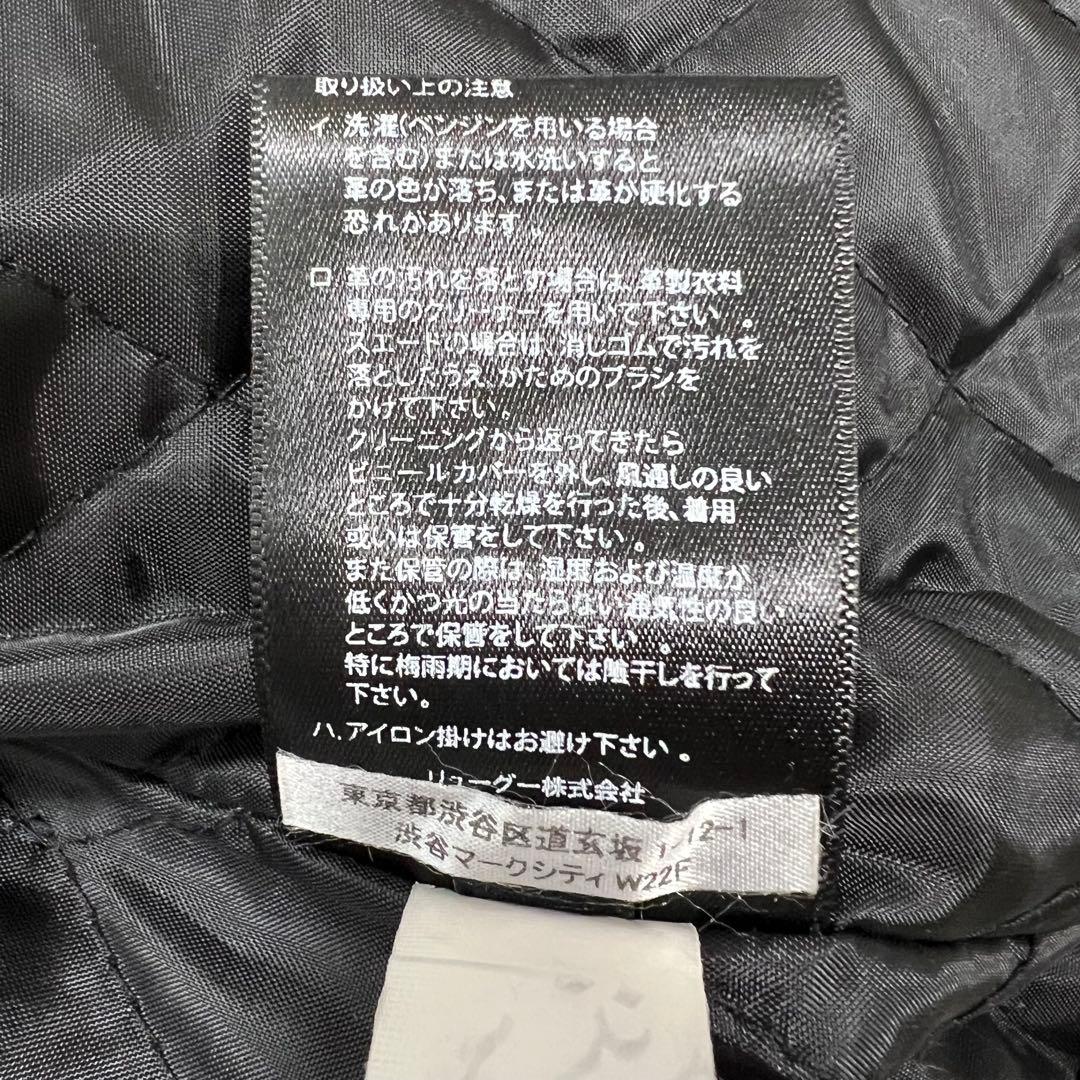 取り扱い上の注意
イ. 洗濯(ベンジンを用いる場合
を含む)または水洗いすると
革の色が落ち、または革が硬化する
恐れがあります。
ロ 革の汚れを落とす場合は、革製衣料
専用のクリーナーを用いて下さい 。
スエードの場合は、消しゴムで汚れを
落としたうえ、かためのブラシを
かけて下さい。
クリーニングから返ってきたら
ビニールカバーを外し、風通しの良い
ところで十分乾燥を行った後、着用
或いは保管をして下さい。
また保管の際は、湿度および温度が
低くかつ光の当たらない通気性の良い
ところで保管をして下さい。
特に梅雨期においては陰干しを行って
下さい。
ハ. アイロン掛けはお避け下さい 。
リューグー株式会社
東京都渋谷区道玄坂 1-12-1
渋谷マークシティ W22F